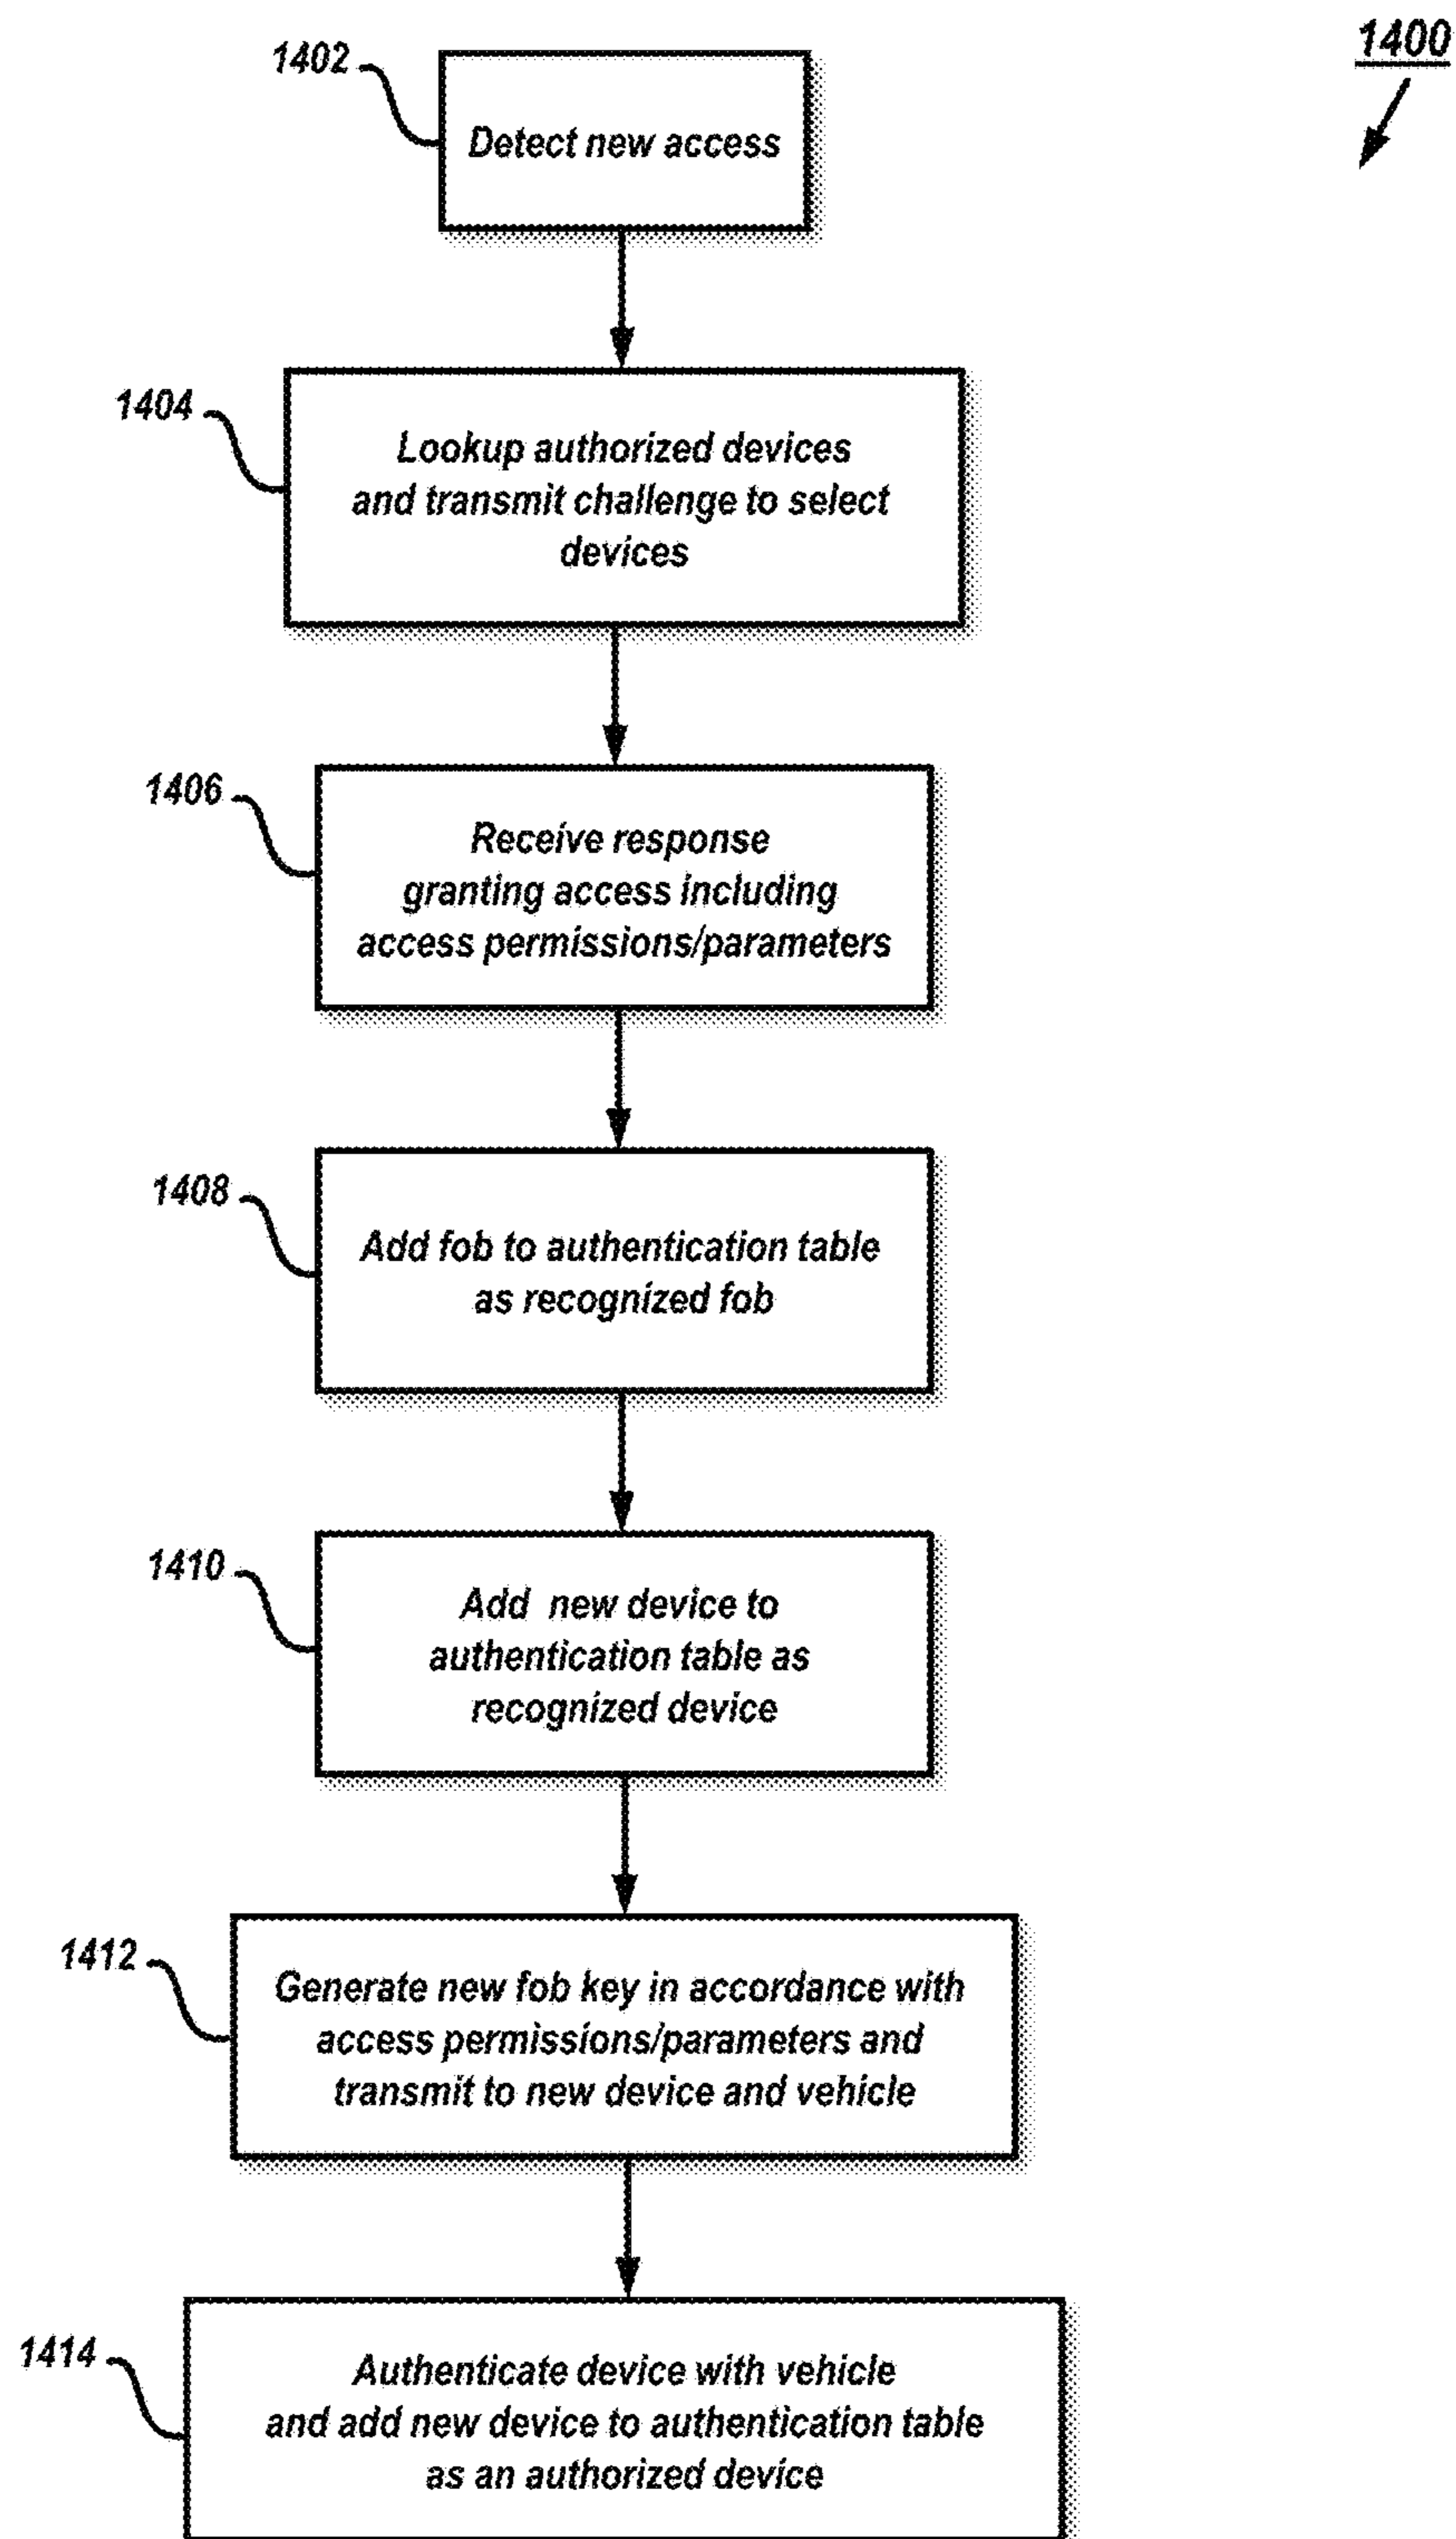 1400
1402
Detect new access
1404
Lookup authorized devices
and transmit challenge to select
devices
1406
Receive response
granting access including
access permissions/parameters
1408
Add fob to authentication table
as recognized fob
1410
Add new device to
authentication table as
recognized device
1412
Generate new fob key in accordance with
access permissions/parameters and
transmit to new device and vehicle
1414
Authenticate device with vehicle
and add new device to authentication table
as an authorized device